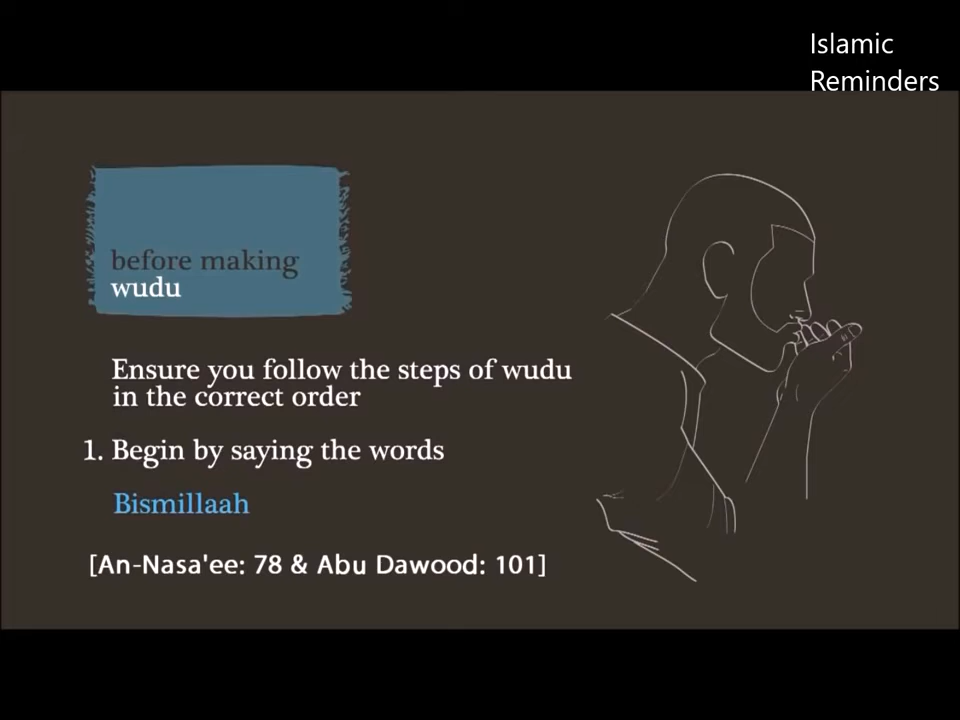 Islamic
Reminders
before making
wudu
Ensure you follow the steps of wudu
in the correct order
1. Begin by saying the words
Bismillaah
[An-Nasa'ee: 78 & Abu Dawood: 101]